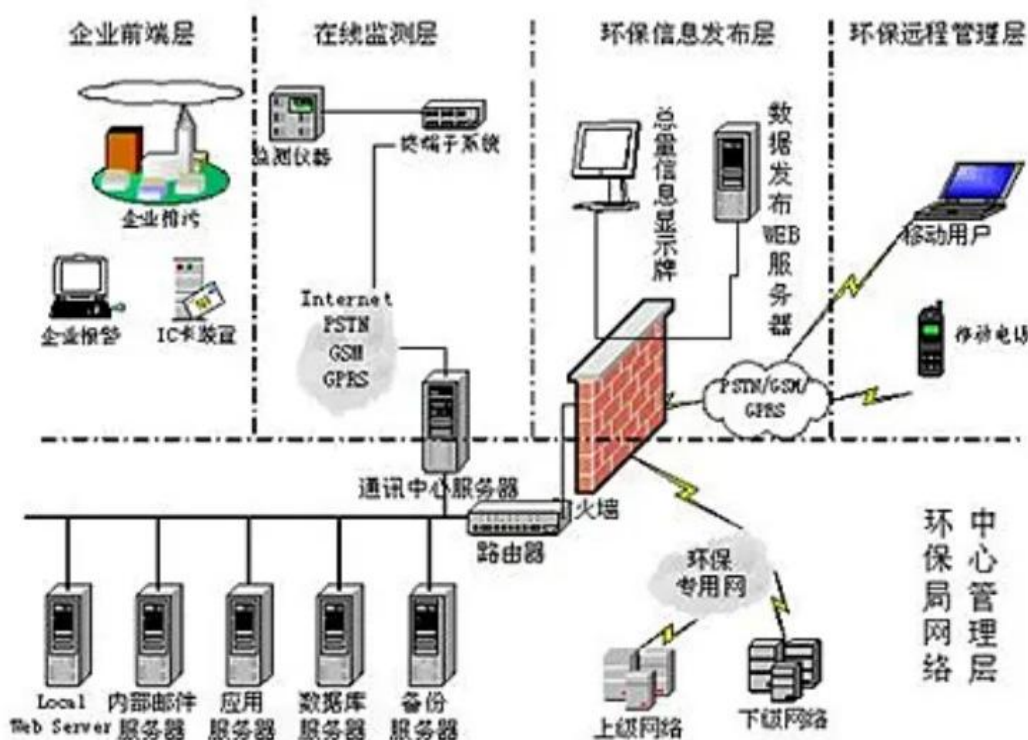 企业前端层
在线监测层
环保信息发布层
环保远程管理层
监测仪器
终端子系统
总量信息显示牌
数据发布WEB服务器
企业排污
移动用户
企业报警
IC卡装置
Internet
PSTN
GSM
GPRS
移动电话
PSTN/GSM/
GPRS
通讯中心服务器
火墙
路由器
环保
专用网
环保局网络
中心管理层
Local
Web Server
内部邮件
服务器
应用
服务器
数据库
服务器
备份
服务器
上级网络
下级网络